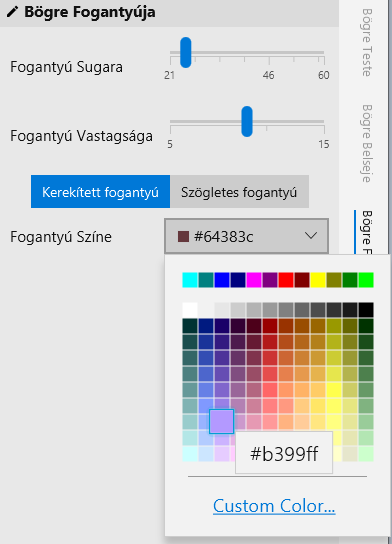 Bögre Fogantyúja
Fogantyú Sugara
21 46 60
Fogantyú Vastagsága
5 15
Kerekített fogantyú Szögletes fogantyú
Fogantyú Színe
#64383c
#b399ff
Custom Color...
Bögre Teste
Bögre Belseje
Bögre F